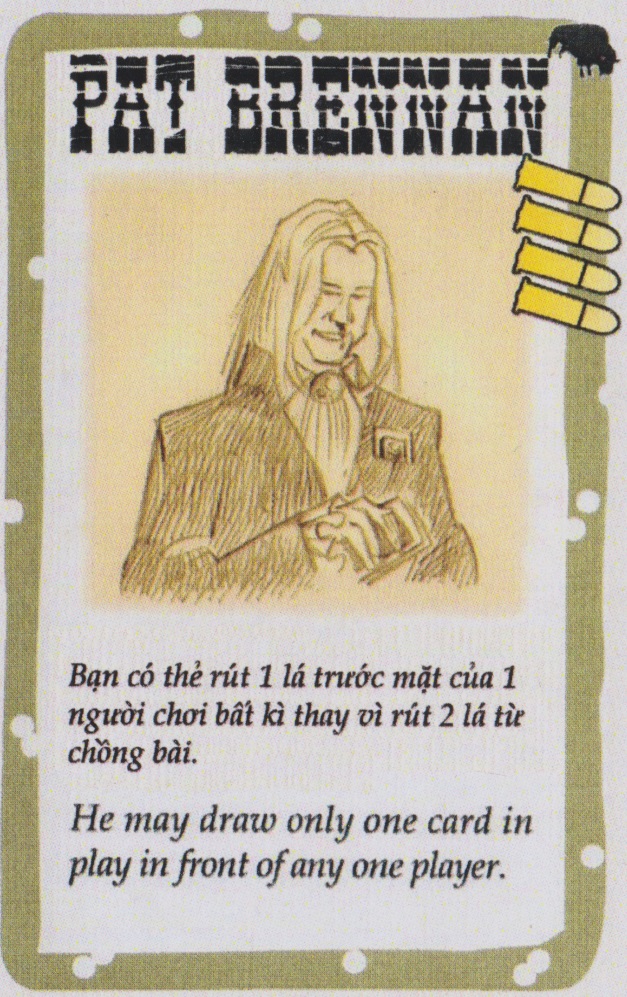 PAT BRENNAN
Bạn có thẻ rút 1 lá trước mặt của 1
người chơi bất kì thay vì rút 2 lá từ
chồng bài.
He may draw only one card in
play in front of any one player.